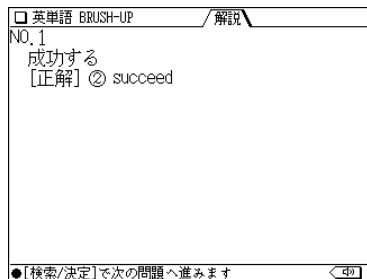 英単語 BRUSH-UP 解説
NO.1
成功する
[正解] ② succeed
●[検索/決定]で次の問題へ進みます